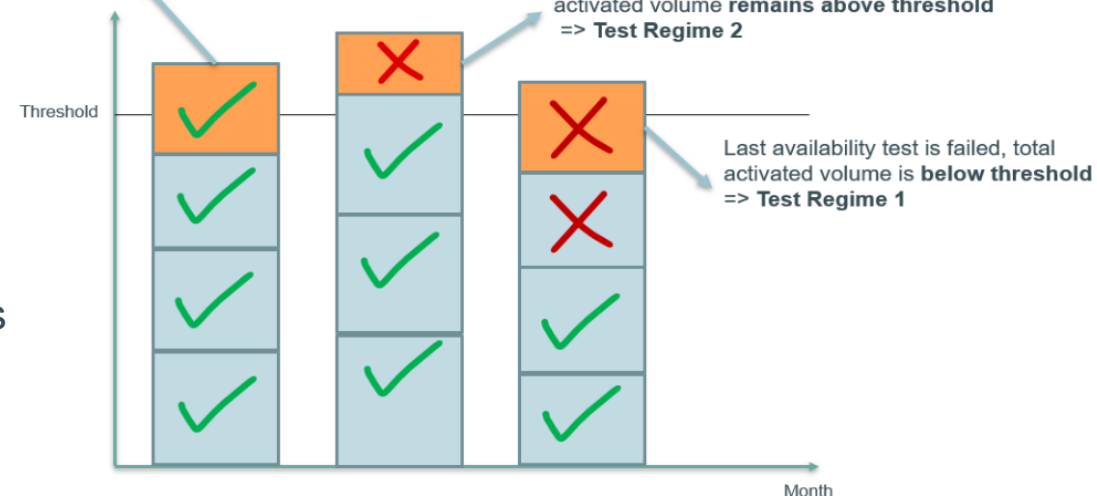 activated volume remains above threshold
=> Test Regime 2
Threshold
Last availability test is failed, total
activated volume is below threshold
=> Test Regime 1
s
Month